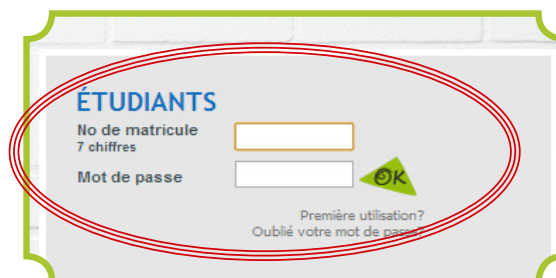 ÉTUDIANTS
No de matricule
7 chiffres
Mot de passe
OK
Première utilisation?
Oublié votre mot de passe?